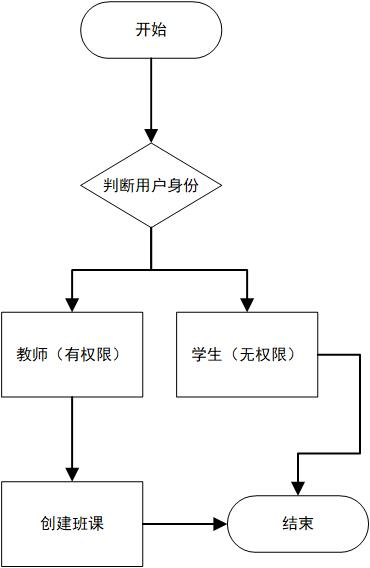 开始
判断用户身份
教师（有权限）
学生（无权限）
创建班课
结束